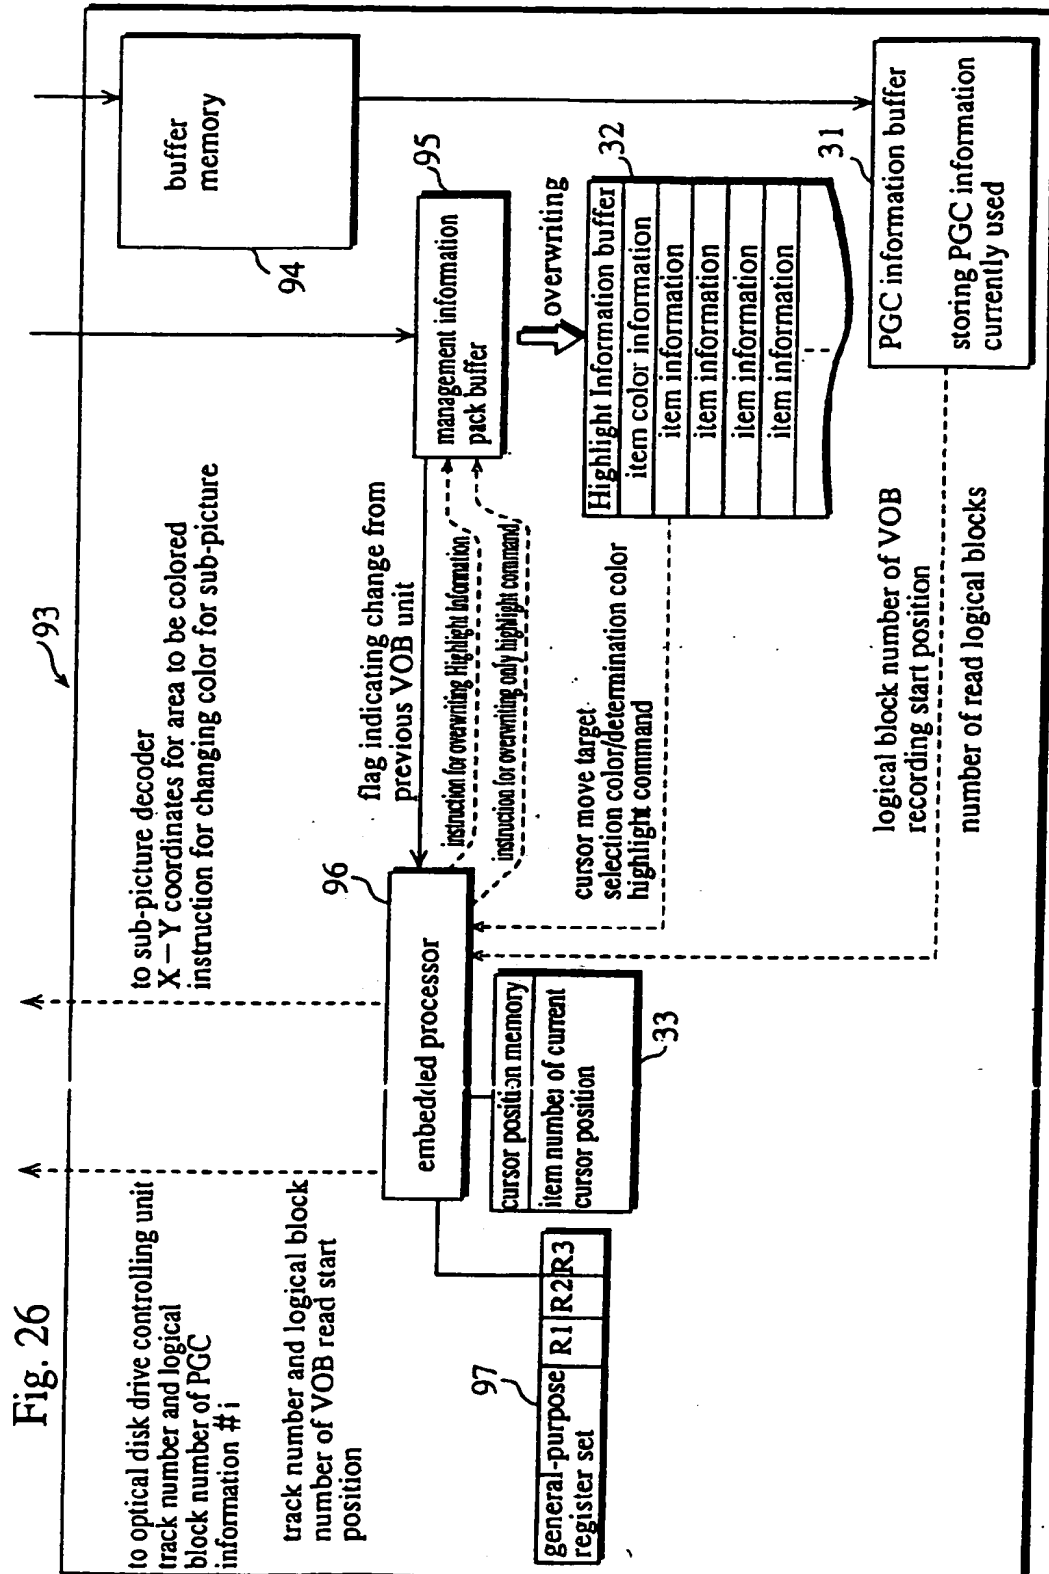 Fig. 26
93
to optical disk drive controlling unit
track number and logical
block number of PGC
information #i
track number and logical block
number of VOB read start
position
to sub-picture decoder
X－Y coordinates for area to be colored
instruction for changing color for sub-picture
buffer
memory
94
97
general-purpose
register set
R1
R2
R3
embedded processor
96
cursor position memory
item number of current
cursor position
33
flag indicating change from
previous VOB unit
instruction for overwriting Highlight Information
instruction for overwriting only highlight command
management information
pack buffer
95
overwriting
cursor move target
selection color/determination color
highlight command
Highlight Information buffer
item color information
item information
item information
item information
item information
32
logical block number of VOB
recording start position
number of read logical blocks
31
PGC information buffer
storing PGC information
currently used